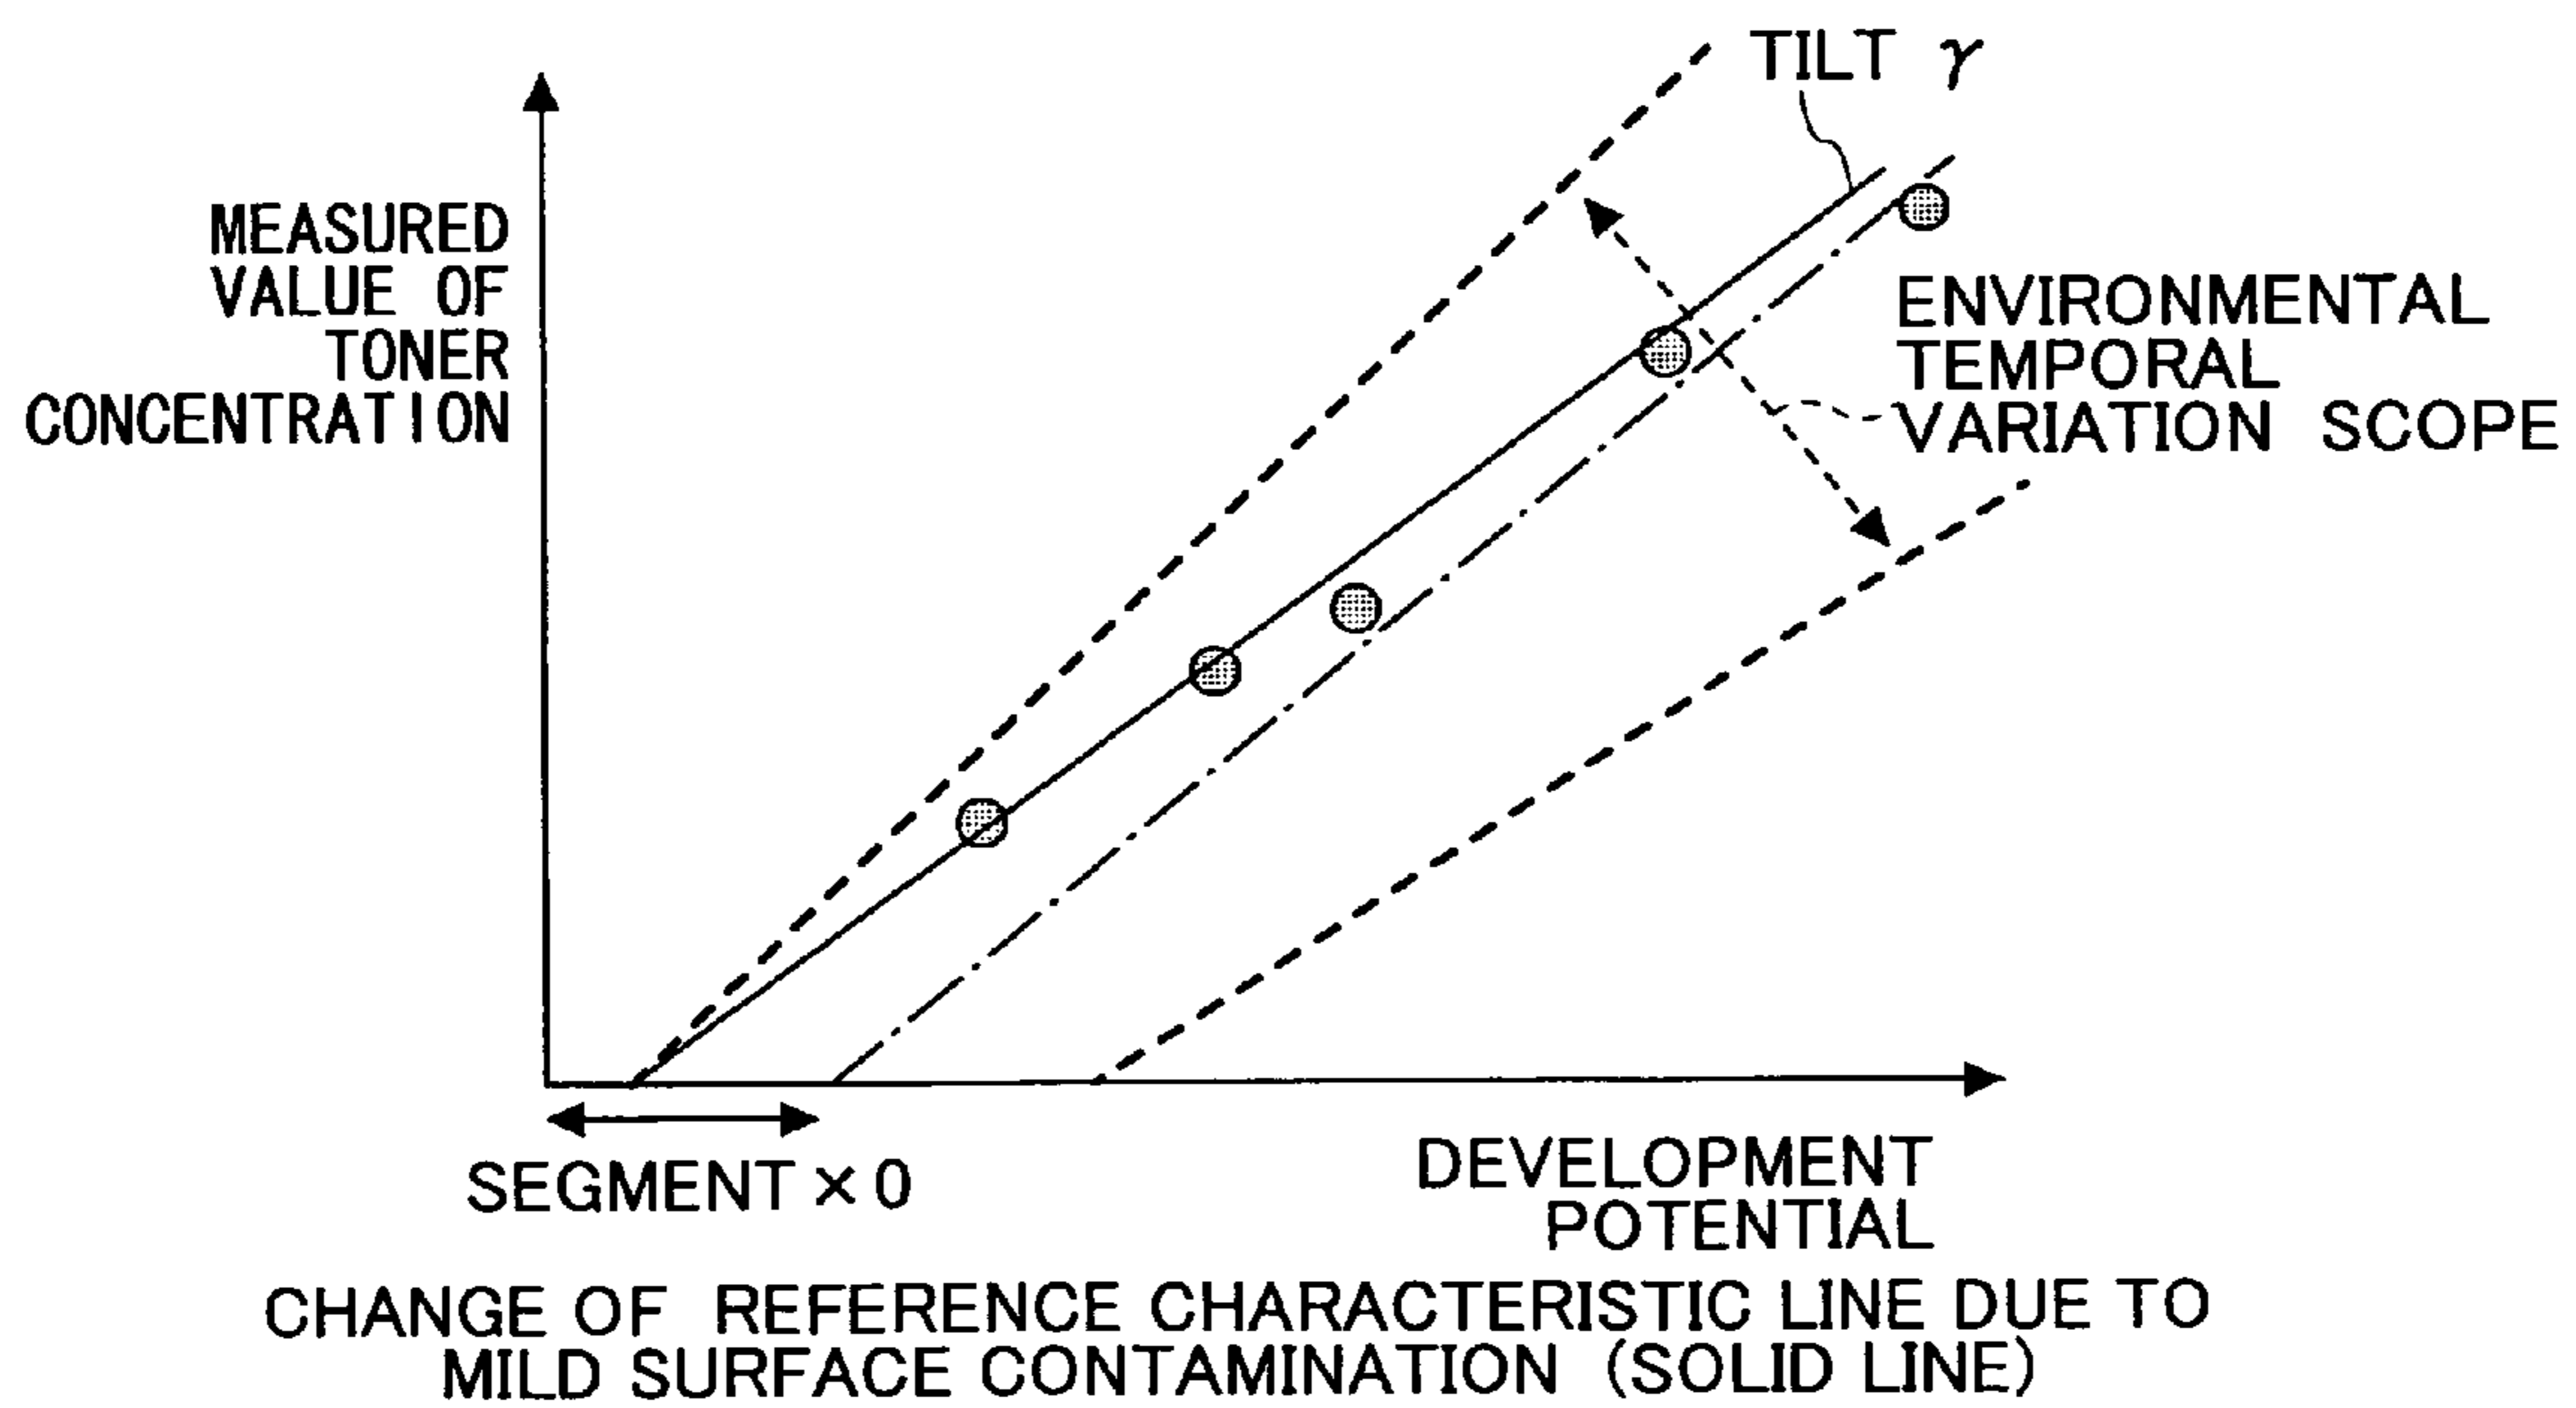 TILT γ
MEASURED
VALUE OF
TONER
CONCENTRATION
ENVIRONMENTAL
TEMPORAL
VARIATION SCOPE
SEGMENT×0
DEVELOPMENT
POTENTIAL
CHANGE OF REFERENCE CHARACTERISTIC LINE DUE TO
MILD SURFACE CONTAMINATION (SOLID LINE)